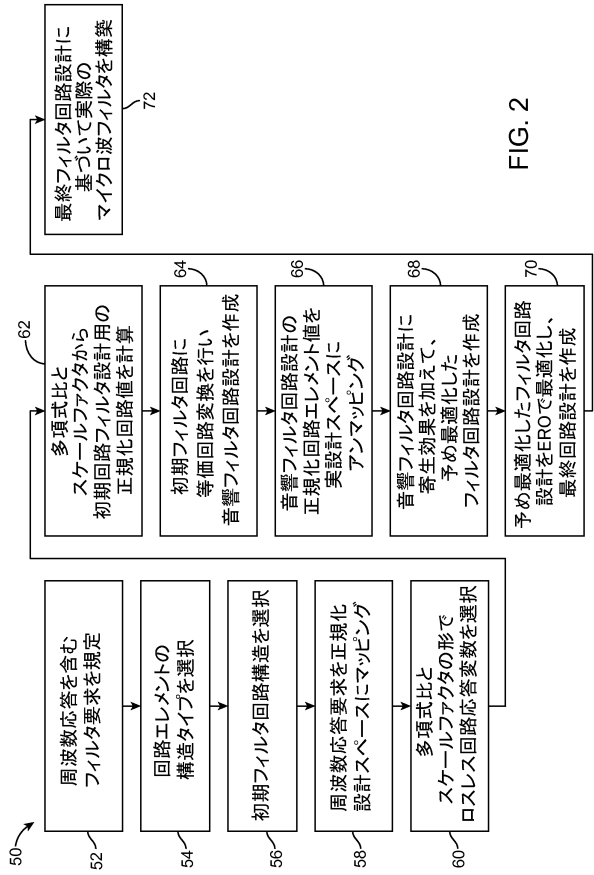 50
周波数応答を含む
フィルタ要求を規定
52
回路エレメントの
構造タイプを選択
54
初期フィルタ回路構造を選択
56
周波数応答要求を正規化
設計スペースにマッピング
58
多項式比と
スケールファクタの形で
ロスレス回路応答変数を選択
60
多項式比と
スケールファクタから
初期回路フィルタ設計用の
正規化回路値を計算
62
初期フィルタ回路に
等価回路変換を行い
音響フィルタ回路設計を作成
64
音響フィルタ回路設計の
正規化回路エレメント値を
実設計スペースに
アンマッピング
66
音響フィルタ回路設計に
寄生効果を加えて、
予め最適化した
フィルタ回路設計を作成
68
予め最適化したフィルタ回路
設計をEROで最適化し、
最終回路設計を作成
70
最終フィルタ回路設計に
基づいて実際の
マイクロ波フィルタを構築
72
FIG. 2